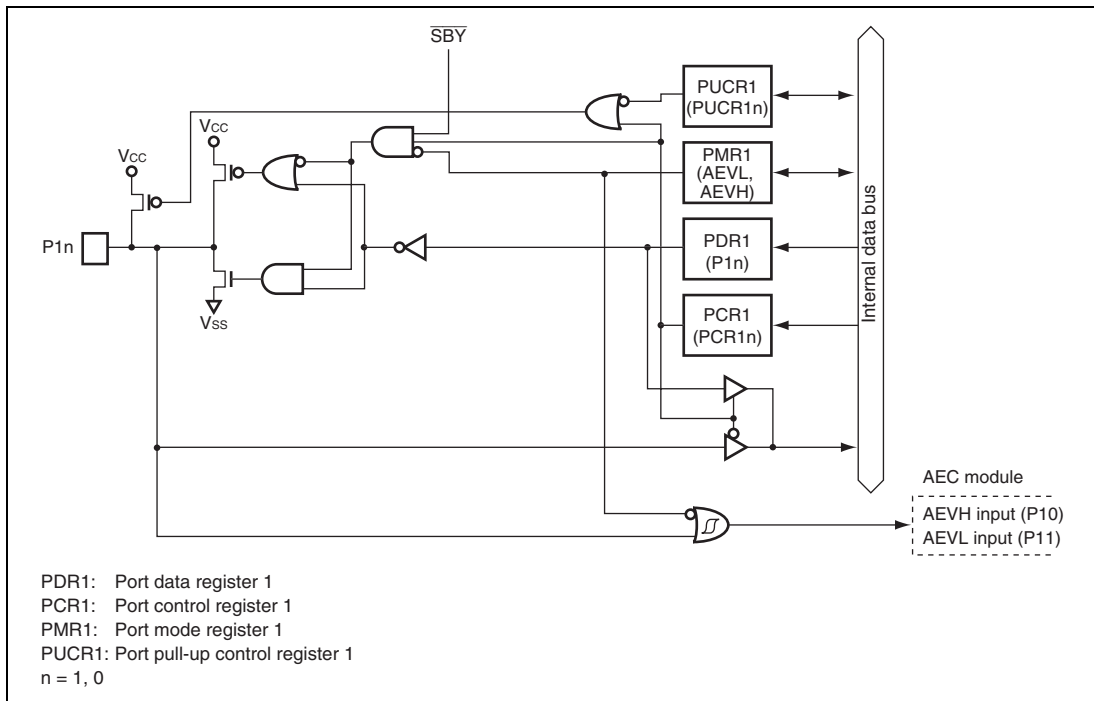 SBY
PUCR1
(PUCR1n)
VCC
VCC
PMR1
(AEVL,
AEVH)
P1n
PDR1
(P1n)
Internal data bus
PCR1
(PCR1n)
VSS
AEC module
AEVH input (P10)
AEVL input (P11)
PDR1: Port data register 1
PCR1: Port control register 1
PMR1: Port mode register 1
PUCR1: Port pull-up control register 1
n = 1, 0